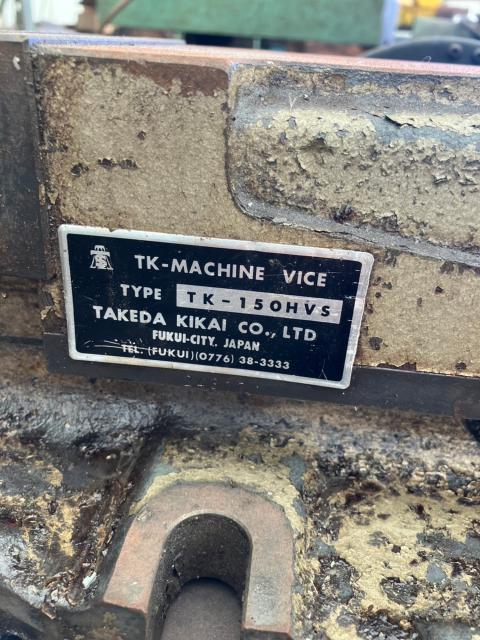 TK-MACHINE VICE
TYPE TK-150HVS
TAKEDA KIKAI CO., LTD
FUKUI-CITY. JAPAN
TEL. (FUKUI)(0776) 38-3333